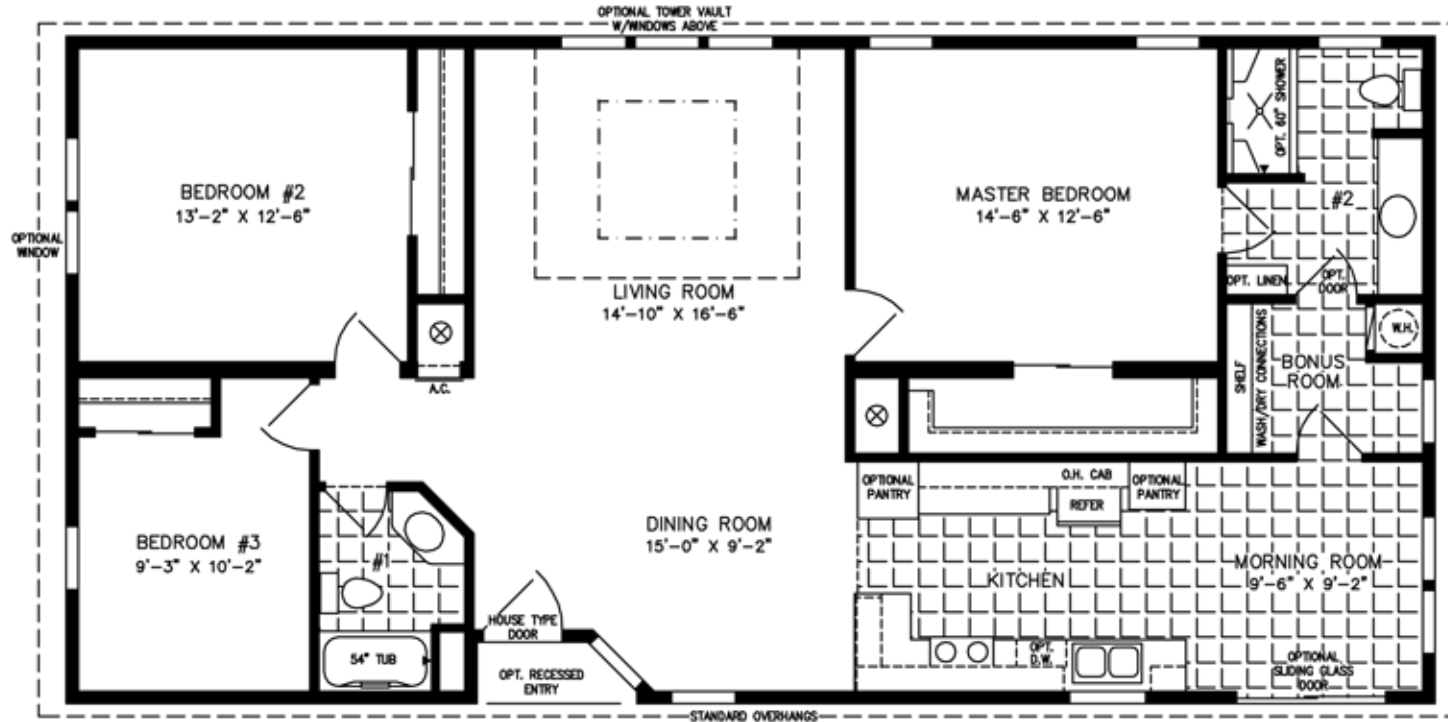 OPTIONAL TOWER VAULT
W/WINDOWS ABOVE
BEDROOM #2
13'-2" X 12'-6"
OPTIONAL
WINDOW
A.C.
LIVING ROOM
14'-10" X 16'-6"
MASTER BEDROOM
14'-6" X 12'-6"
OPT. 60" SHOWER
#2
OPT. LINEN
OPT.
DOOR
W.H.
SHELF
WASH/DRY CONNECTIONS
BONUS
ROOM
BEDROOM #3
9'-3" X 10'-2"
#1
54" TUB
HOUSE TYPE
DOOR
OPT. RECESSED
ENTRY
DINING ROOM
15'-0" X 9'-2"
OPTIONAL
PANTRY
O.H. CAB
REFER
OPTIONAL
PANTRY
KITCHEN
MORNING ROOM
9'-6" X 9'-2"
OPT.
D.W.
OPTIONAL
SLIDING GLASS
DOOR
STANDARD OVERHANGS